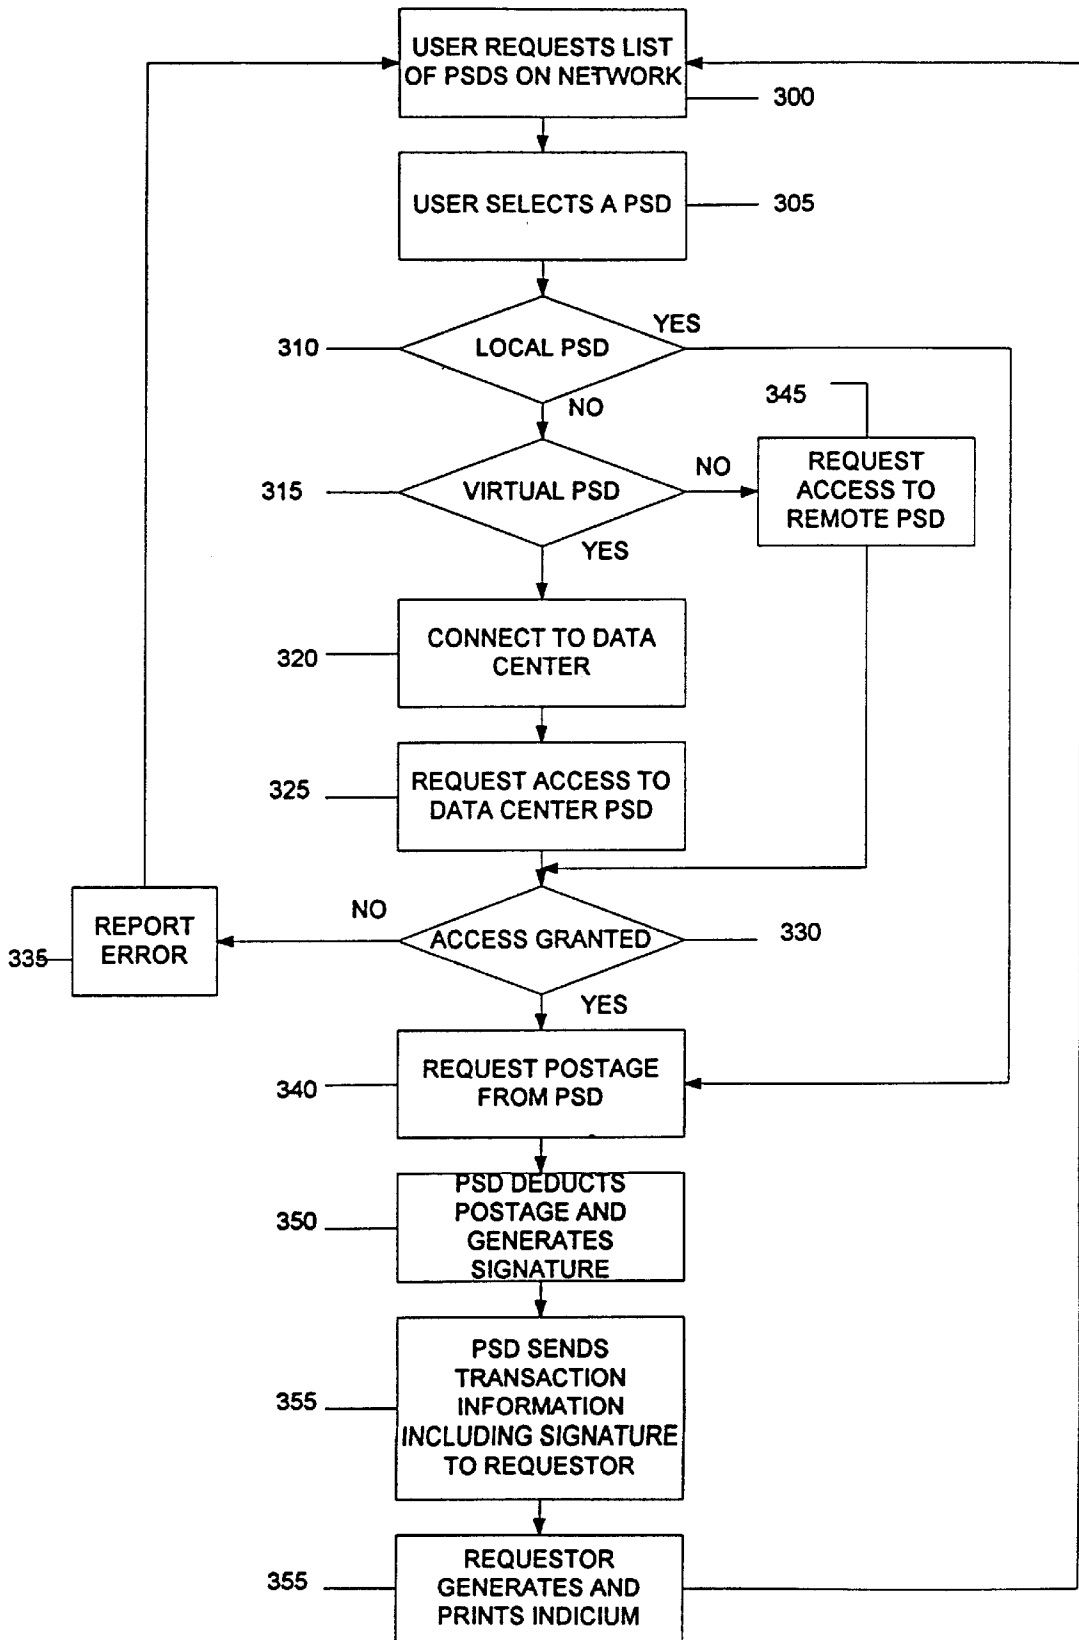 USER REQUESTS LIST
OF PSDS ON NETWORK
300
USER SELECTS A PSD
305
310
LOCAL PSD
YES
NO
345
315
VIRTUAL PSD
NO
REQUEST
ACCESS TO
REMOTE PSD
YES
320
CONNECT TO DATA
CENTER
325
REQUEST ACCESS TO
DATA CENTER PSD
REPORT
ERROR
335
NO
ACCESS GRANTED
330
YES
340
REQUEST POSTAGE
FROM PSD
350
PSD DEDUCTS
POSTAGE AND
GENERATES
SIGNATURE
355
PSD SENDS
TRANSACTION
INFORMATION
INCLUDING SIGNATURE
TO REQUESTOR
355
REQUESTOR
GENERATES AND
PRINTS INDICIUM